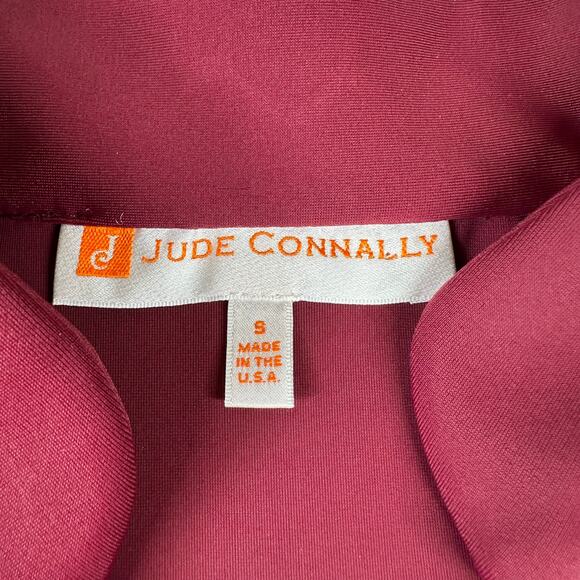 J JUDE CONNALLY
S
MADE
IN THE
U.S.A.